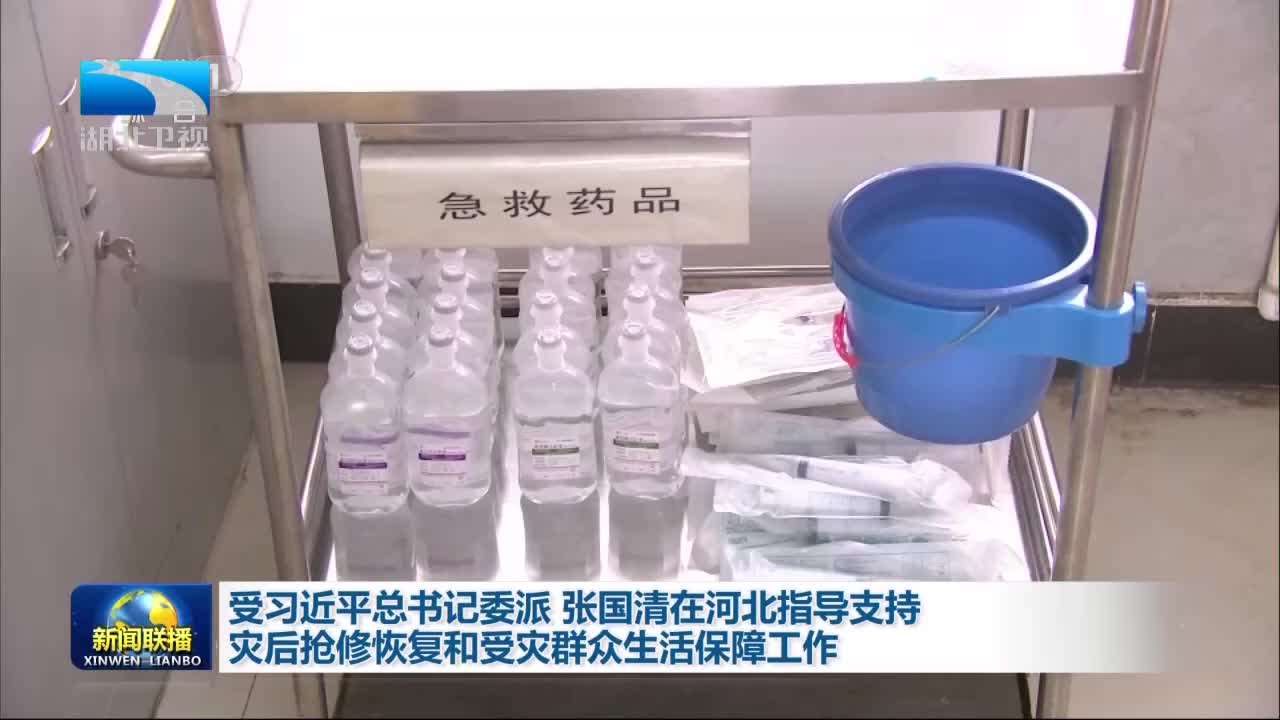 综合
湖北卫视
急救药品
新闻联播
XINWEN LIANBO
受习近平总书记委派 张国清在河北指导支持
灾后抢修恢复和受灾群众生活保障工作